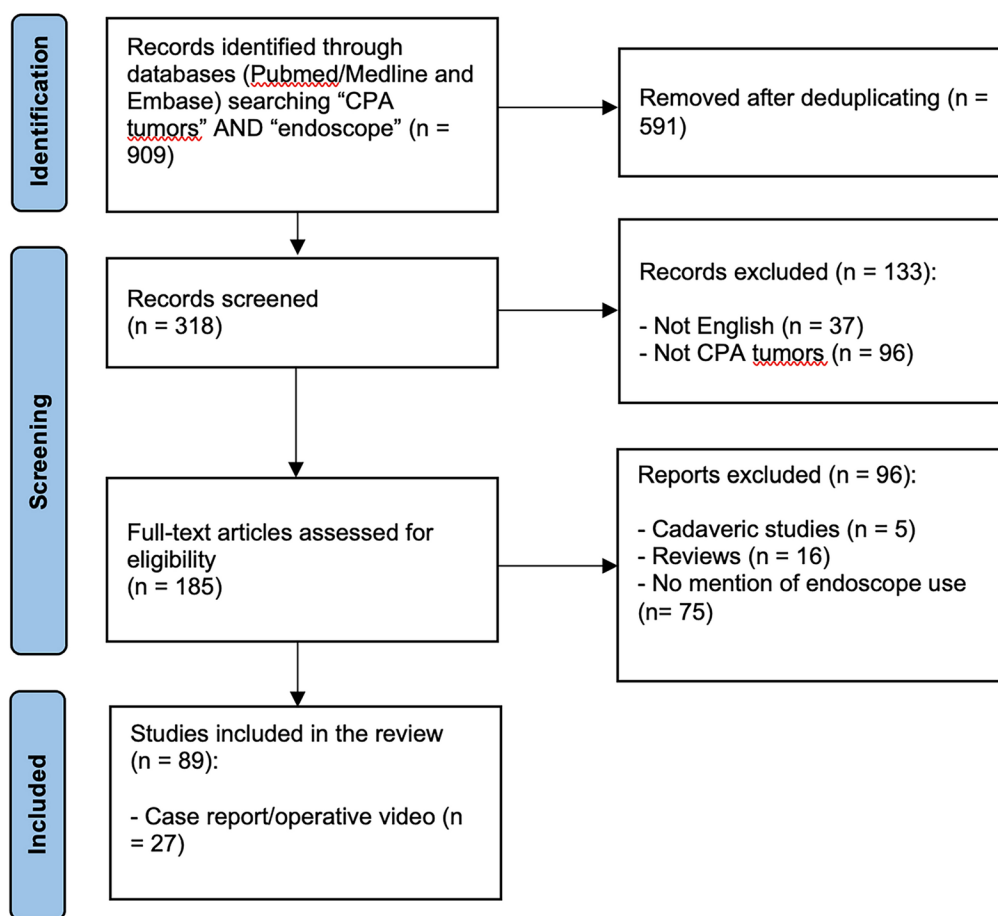 Identification
Records identified through
databases (Pubmed/Medline and
Embase) searching “CPA
tumors” AND “endoscope” (n =
909)
Removed after deduplicating (n =
591)
Screening
Records screened
(n = 318)
Records excluded (n = 133):
- Not English (n = 37)
- Not CPA tumors (n = 96)
Full-text articles assessed for
eligibility
(n = 185)
Reports excluded (n = 96):
- Cadaveric studies (n = 5)
- Reviews (n = 16)
- No mention of endoscope use
(n= 75)
Included
Studies included in the review
(n = 89):
- Case report/operative video (n
= 27)